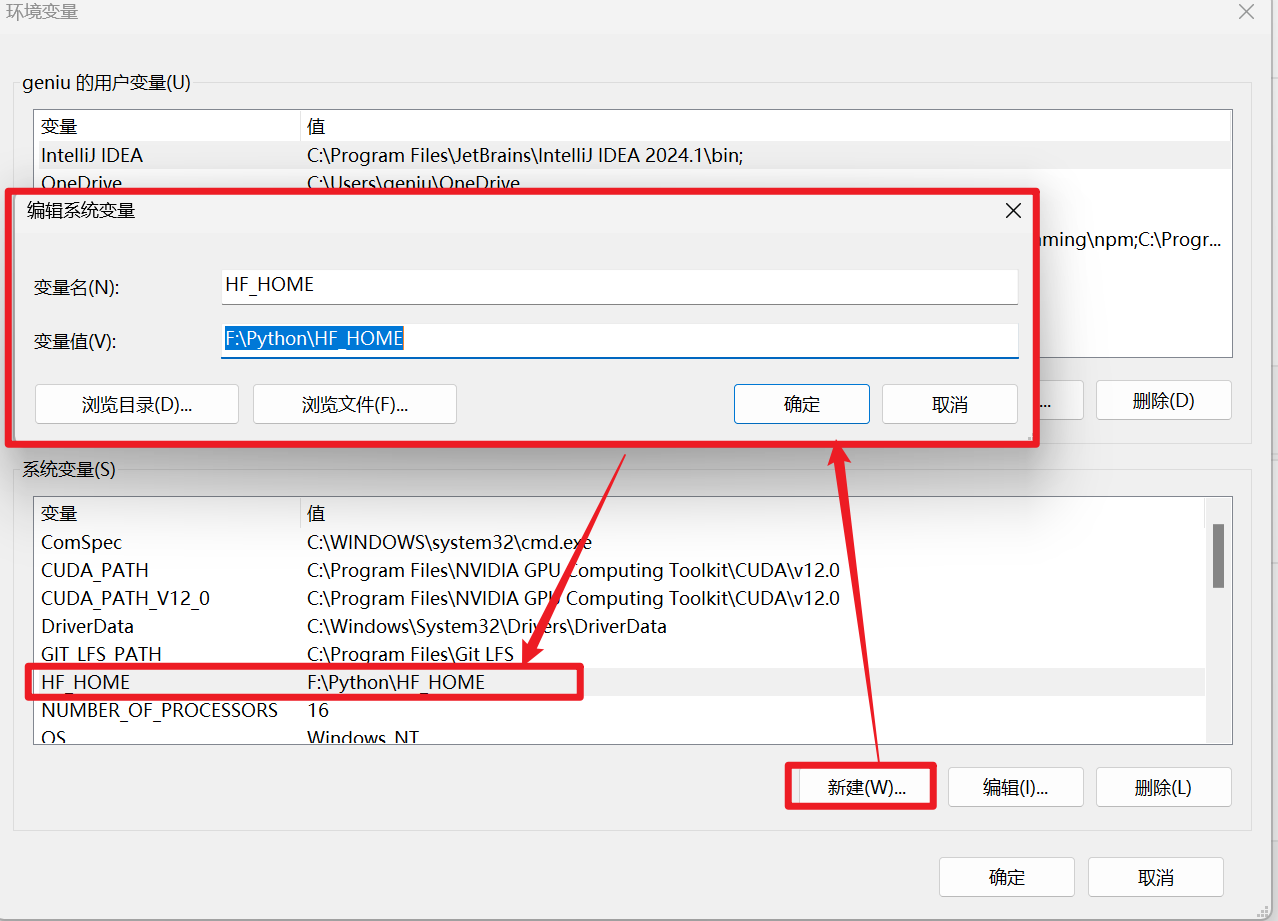 环境变量
geniu 的用户变量(U)
变量 值
IntelliJ IDEA C:\Program Files\JetBrains\IntelliJ IDEA 2024.1\bin;
OneDrive C:\Users\geniu\OneDrive
编辑系统变量
ming\npm;C:\Progr...
变量名(N): HF_HOME
变量值(V): F:\Python\HF_HOME
浏览目录(D)... 浏览文件(F)... 确定 取消 ... 删除(D)
系统变量(S)
变量 值
ComSpec C:\WINDOWS\system32\cmd.exe
CUDA_PATH C:\Program Files\NVIDIA GPU Computing Toolkit\CUDA\v12.0
CUDA_PATH_V12_0 C:\Program Files\NVIDIA GPU Computing Toolkit\CUDA\v12.0
DriverData C:\Windows\System32\Drivers\DriverData
GIT_LFS_PATH C:\Program Files\Git LFS
HF_HOME F:\Python\HF_HOME
NUMBER_OF_PROCESSORS 16
OS Windows_NT
新建(W)... 编辑(I)... 删除(L)
确定 取消